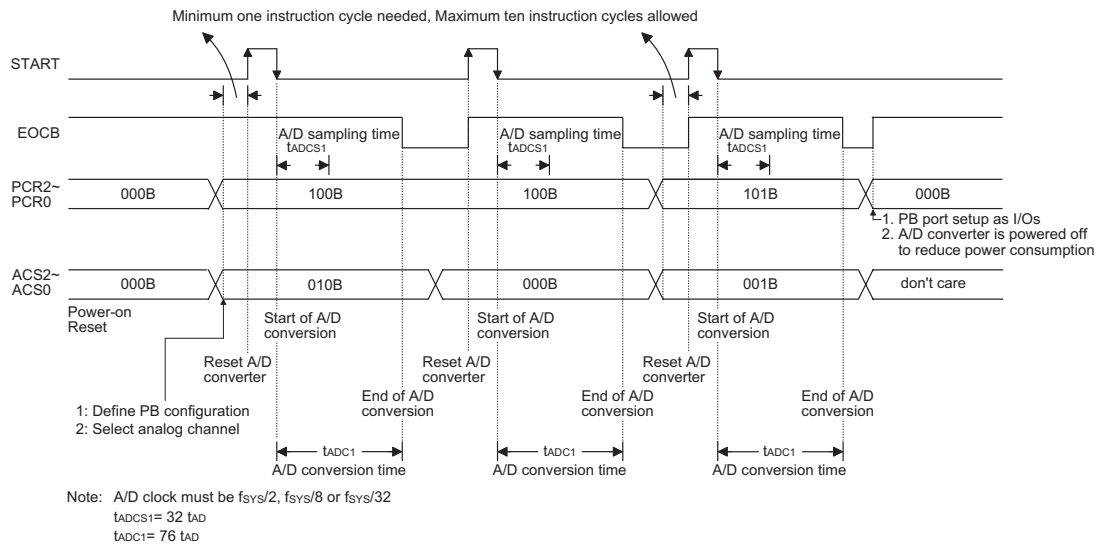 Minimum one instruction cycle needed, Maximum ten instruction cycles allowed
START
EOCB
A/D sampling time
tADCS1
A/D sampling time
tADCS1
A/D sampling time
tADCS1
PCR2~
PCR0
000B
100B
100B
101B
000B
1. PB port setup as I/Os
2. A/D converter is powered off
to reduce power consumption
ACS2~
ACS0
000B
010B
000B
001B
don't care
Power-on
Reset
Start of A/D
conversion
Start of A/D
conversion
Start of A/D
conversion
Reset A/D
converter
Reset A/D
converter
Reset A/D
converter
End of A/D
conversion
End of A/D
conversion
End of A/D
conversion
1: Define PB configuration
2: Select analog channel
tADC1
A/D conversion time
tADC1
A/D conversion time
tADC1
A/D conversion time
Note: A/D clock must be fSYS/2, fSYS/8 or fSYS/32
tADCS1= 32 tAD
tADC1= 76 tAD